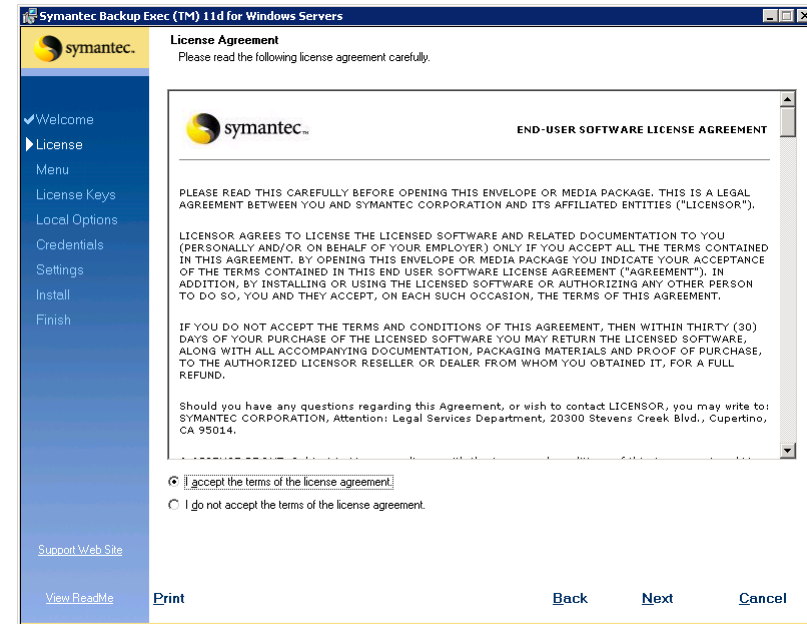 Symantec Backup Exec (TM) 11d for Windows Servers
symantec.
License Agreement
Please read the following license agreement carefully.
Welcome
License
Menu
License Keys
Local Options
Credentials
Settings
Install
Finish
Support Web Site
View ReadMe
symantec.
END-USER SOFTWARE LICENSE AGREEMENT
PLEASE READ THIS CAREFULLY BEFORE OPENING THIS ENVELOPE OR MEDIA PACKAGE. THIS IS A LEGAL
AGREEMENT BETWEEN YOU AND SYMANTEC CORPORATION AND ITS AFFILIATED ENTITIES ("LICENSOR").
LICENSOR AGREES TO LICENSE THE LICENSED SOFTWARE AND RELATED DOCUMENTATION TO YOU
(PERSONALLY AND/OR ON BEHALF OF YOUR EMPLOYER) ONLY IF YOU ACCEPT ALL THE TERMS CONTAINED
IN THIS AGREEMENT. BY OPENING THIS ENVELOPE OR MEDIA PACKAGE YOU INDICATE YOUR ACCEPTANCE
OF THE TERMS CONTAINED IN THIS END USER SOFTWARE LICENSE AGREEMENT ("AGREEMENT"). IN
ADDITION, BY INSTALLING OR USING THE LICENSED SOFTWARE OR AUTHORIZING ANY OTHER PERSON
TO DO SO, YOU AND THEY ACCEPT, ON EACH SUCH OCCASION, THE TERMS OF THIS AGREEMENT.
IF YOU DO NOT ACCEPT THE TERMS AND CONDITIONS OF THIS AGREEMENT, THEN WITHIN THIRTY (30)
DAYS OF YOUR PURCHASE OF THE LICENSED SOFTWARE YOU MAY RETURN THE LICENSED SOFTWARE,
ALONG WITH ALL ACCOMPANYING DOCUMENTATION, PACKAGING MATERIALS AND PROOF OF PURCHASE,
TO THE AUTHORIZED LICENSOR RESELLER OR DEALER FROM WHOM YOU OBTAINED IT, FOR A FULL
REFUND.
Should you have any questions regarding this Agreement, or wish to contact LICENSOR, you may write to:
SYMANTEC CORPORATION, Attention: Legal Services Department, 20300 Stevens Creek Blvd., Cupertino,
CA 95014.
I accept the terms of the license agreement.
I do not accept the terms of the license agreement.
Print
Back
Next
Cancel